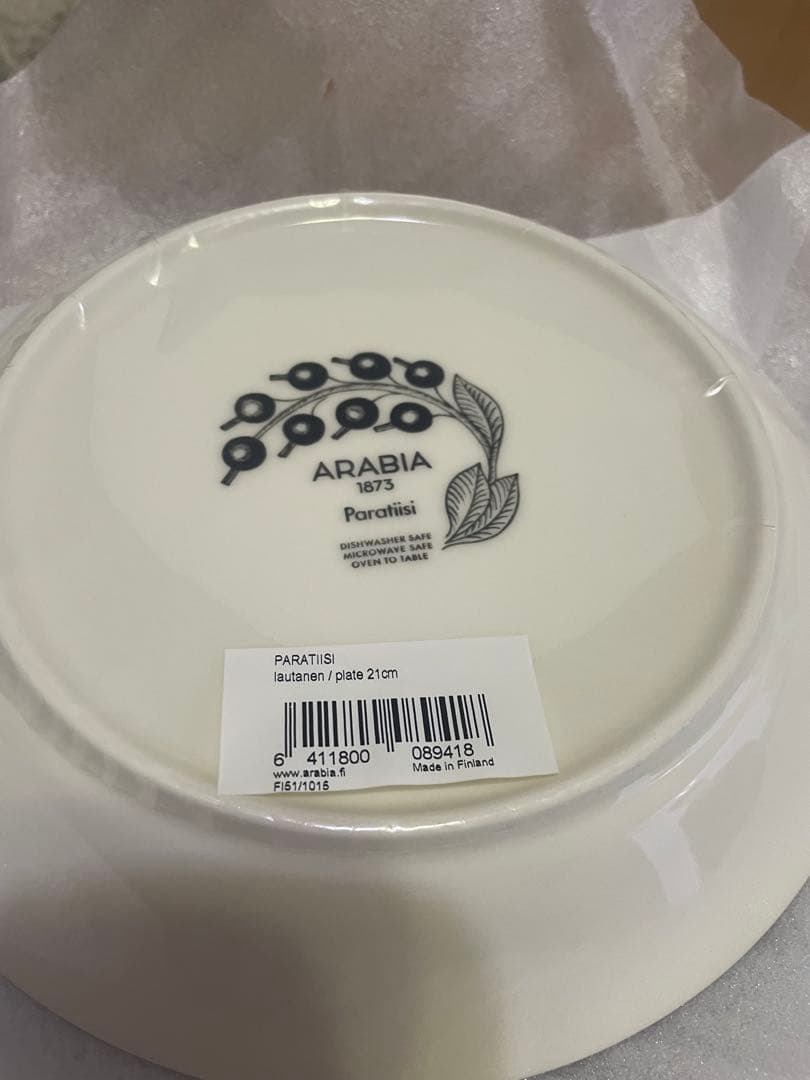 ARABIA
1873
Paratiisi
DISHWASHER SAFE
MICROWAVE SAFE
OVEN TO TABLE
PARATIISI
lautanen / plate 21cm
6 411800 089418
www.arabia.fi Made in Finland
FI51/1015